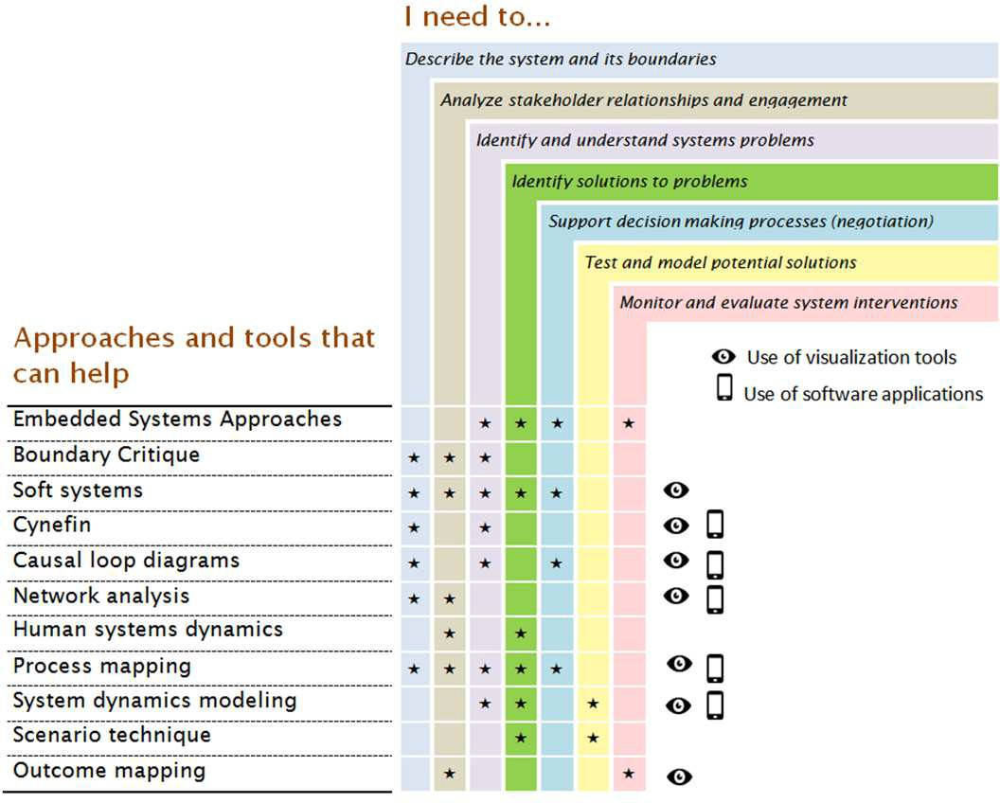 I need to...
Describe the system and its boundaries
Analyze stakeholder relationships and engagement
Identify and understand systems problems
Identify solutions to problems
Support decision making processes (negotiation)
Test and model potential solutions
Monitor and evaluate system interventions
Approaches and tools that
can help
Use of visualization tools
Use of software applications
Embedded Systems Approaches
Boundary Critique
Soft systems
Cynefin
Causal loop diagrams
Network analysis
Human systems dynamics
Process mapping
System dynamics modeling
Scenario technique
Outcome mapping